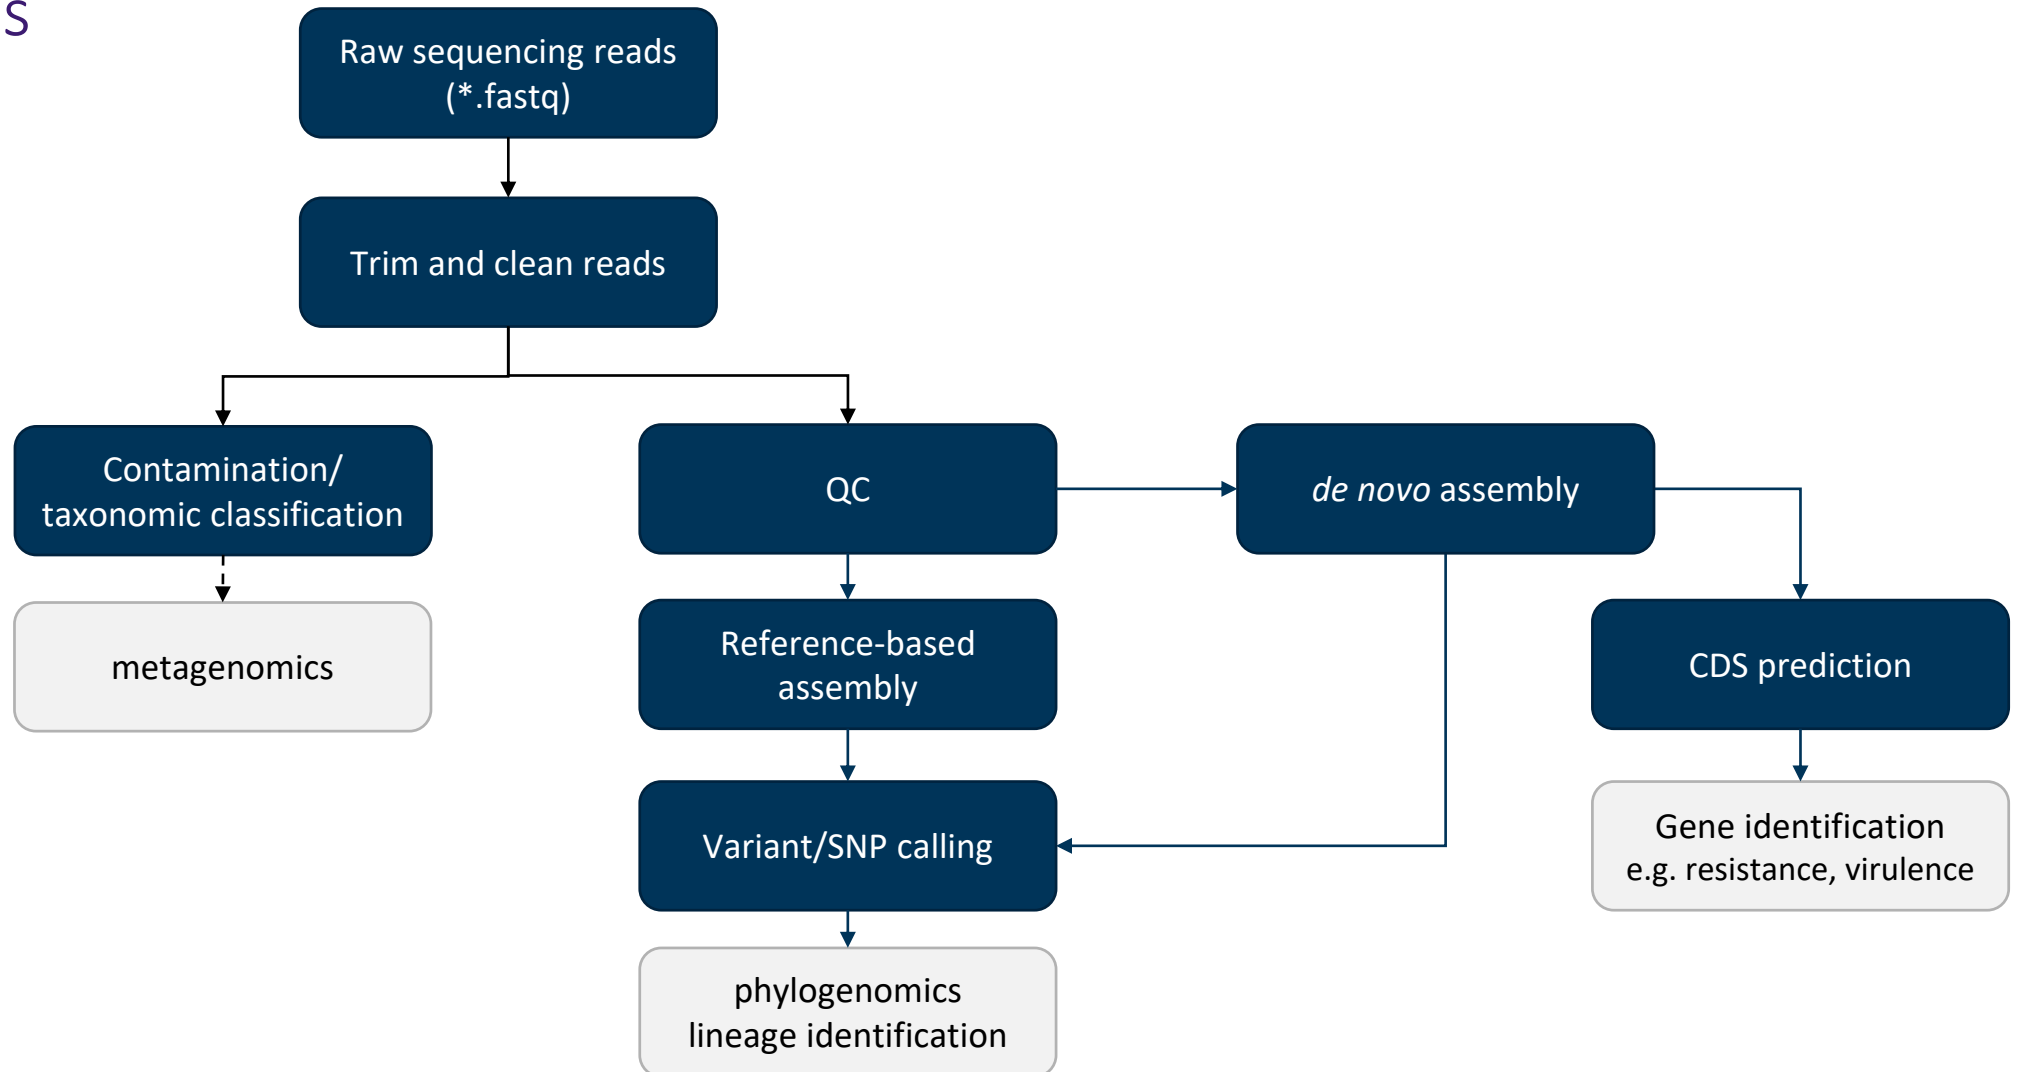 S
Raw sequencing reads
(*.fastq)
Trim and clean reads
Contamination/
taxonomic classification
QC
de novo assembly
metagenomics
Reference-based
assembly
CDS prediction
Variant/SNP calling
Gene identification
e.g. resistance, virulence
phylogenomics
lineage identification